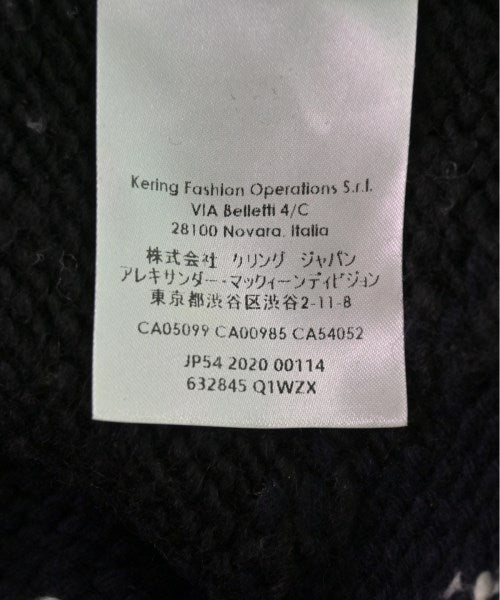 Kering Fashion Operations S.r.l.
VIA Belletti 4/C
28100 Novara, Italia
株式会社 ケリング ジャパン
アレキサンダー・マックィーンディビジョン
東京都渋谷区渋谷2-11-8
CA05099 CA00985 CA54052
JP54 2020 00114
632845 Q1WZX